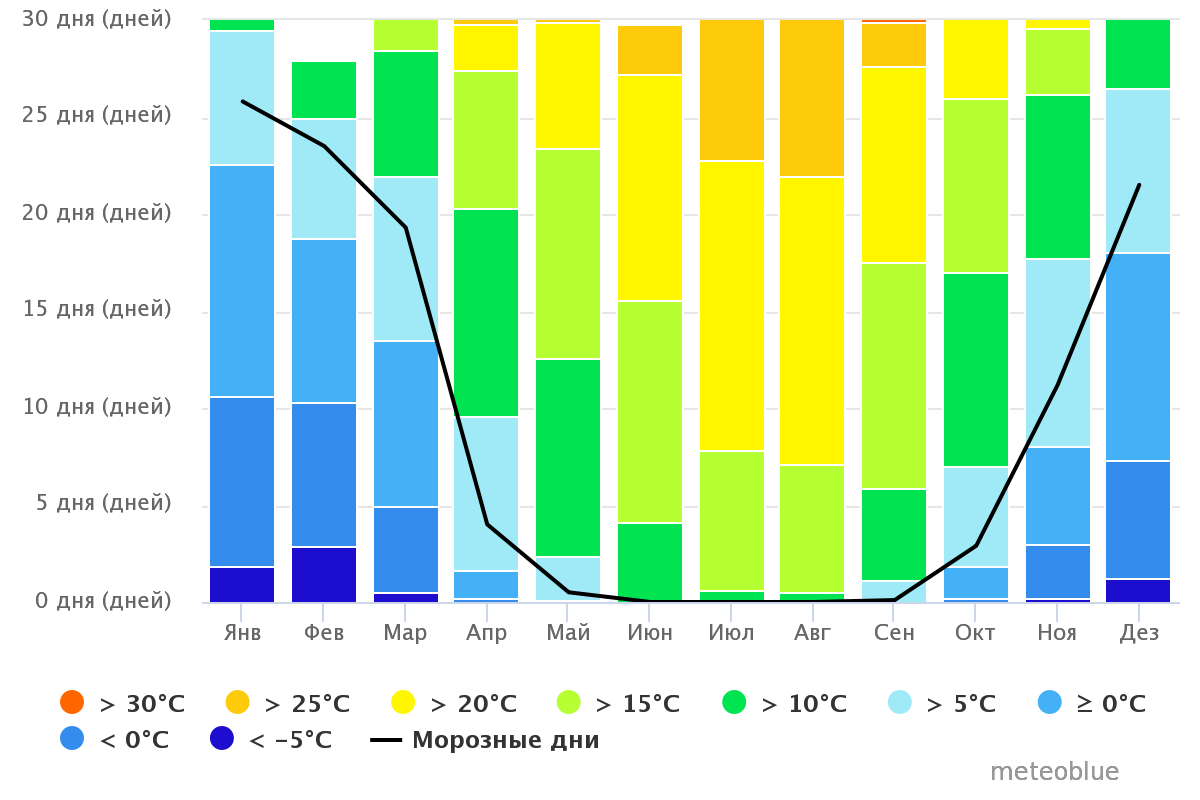 30 дня (дней)
25 дня (дней)
20 дня (дней)
15 дня (дней)
10 дня (дней)
5 дня (дней)
0 дня (дней)
Янв Фев Мар Апр Май Июн Июл Авг Сен Окт Ноя Дез
> 30°C > 25°C > 20°C > 15°C > 10°C > 5°C ≥ 0°C
< 0°C < −5°C Морозные дни
meteoblue